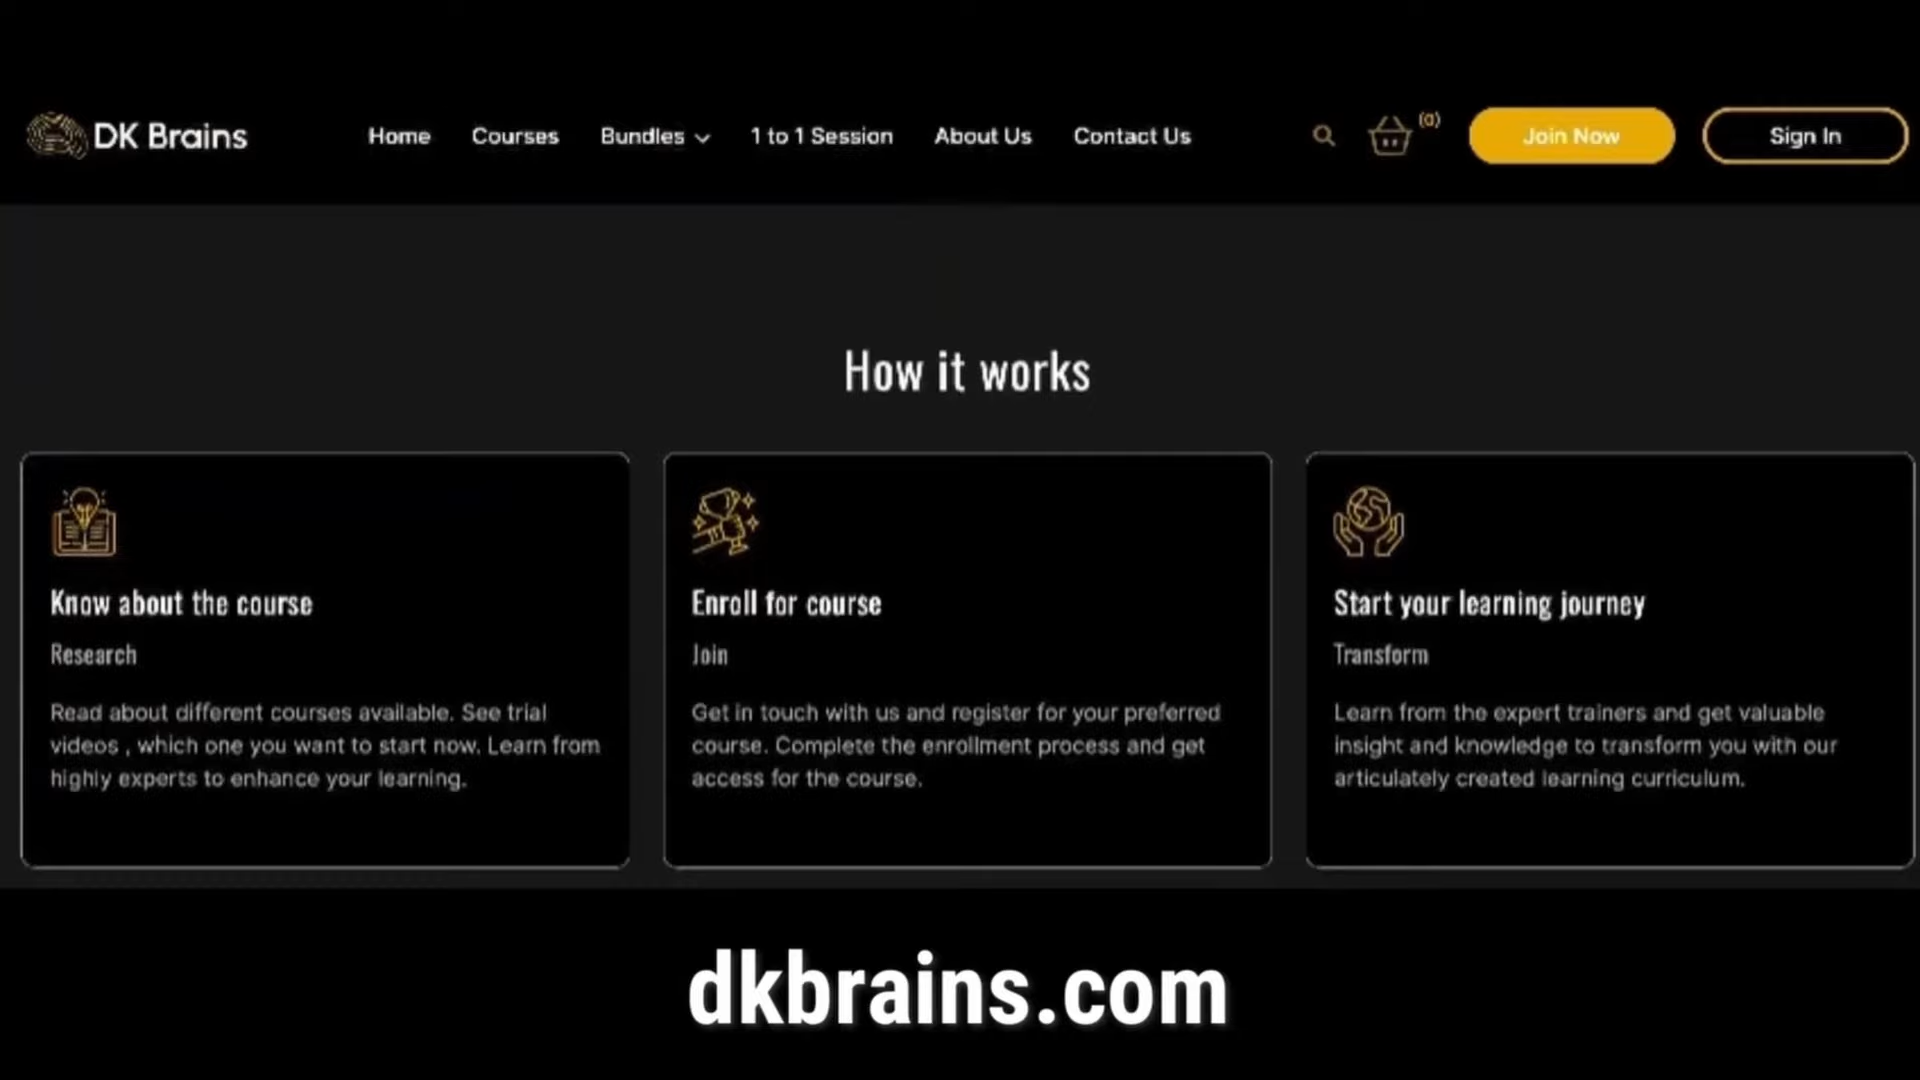 DK Brains
Home Courses Bundles 1 to 1 Session About Us Contact Us (0) Join Now Sign In
How it works
Know about the course
Research
Read about different courses available. See trial
videos , which one you want to start now. Learn from
highly experts to enhance your learning.
Enroll for course
Join
Get in touch with us and register for your preferred
course. Complete the enrollment process and get
access for the course.
Start your learning journey
Transform
Learn from the expert trainers and get valuable
insight and knowledge to transform you with our
articulately created learning curriculum.
dkbrains.com